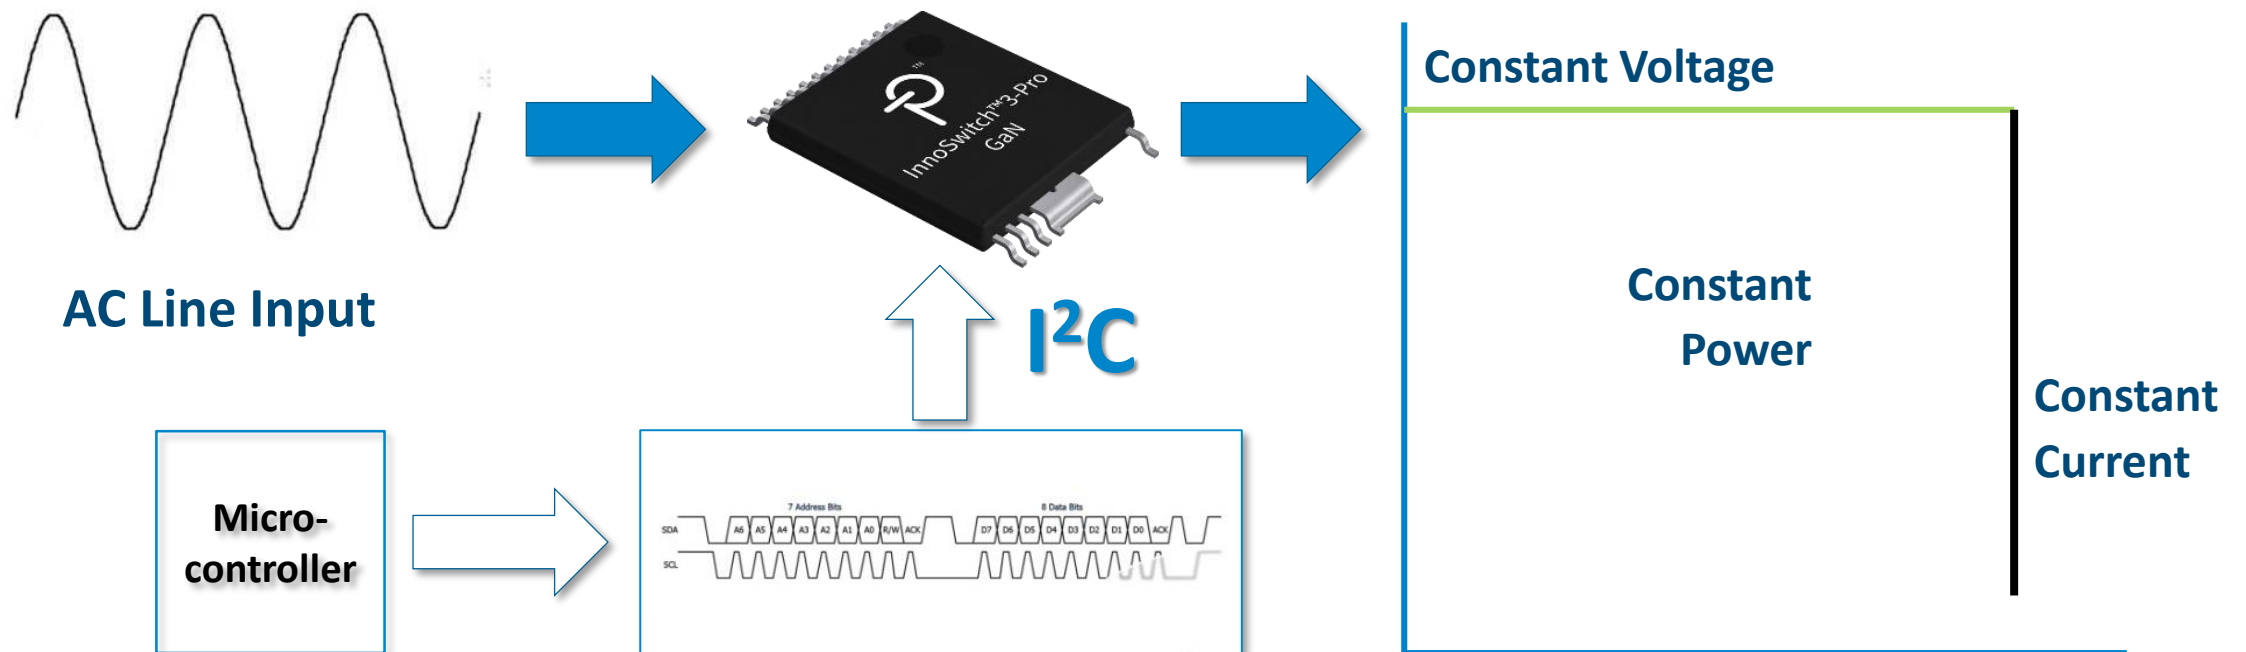 AC Line Input
InnoSwitch™3-Pro
GaN
™
I²C
Micro-
controller
7 Address Bits
8 Data Bits
SDA
A6 A5 A4 A3 A2 A1 A0 R/W ACK
D7 D6 D5 D4 D3 D2 D1 D0 ACK
SCL
Constant Voltage
Constant
Power
Constant
Current